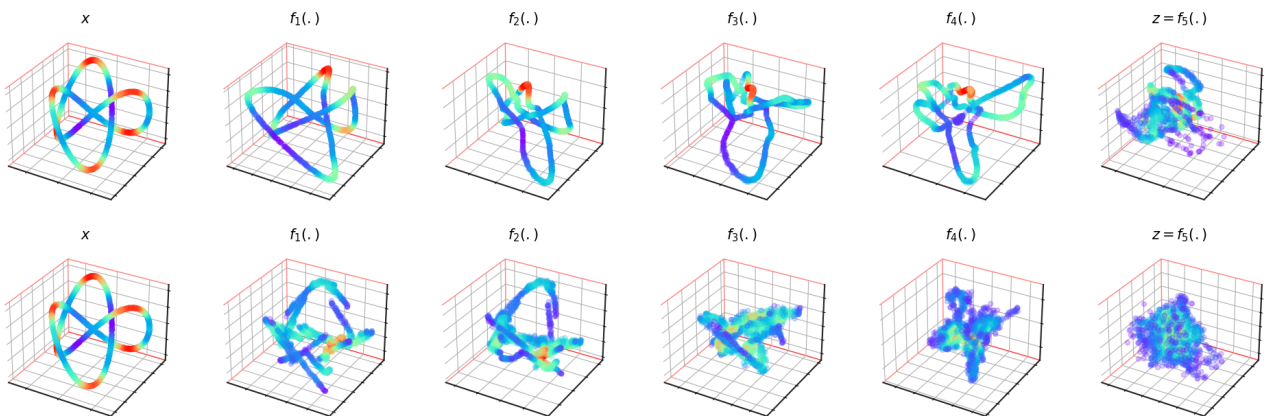 x f₁(.) f₂(.) f₃(.) f₄(.) z = f₅(.)
x f₁(.) f₂(.) f₃(.) f₄(.) z = f₅(.)